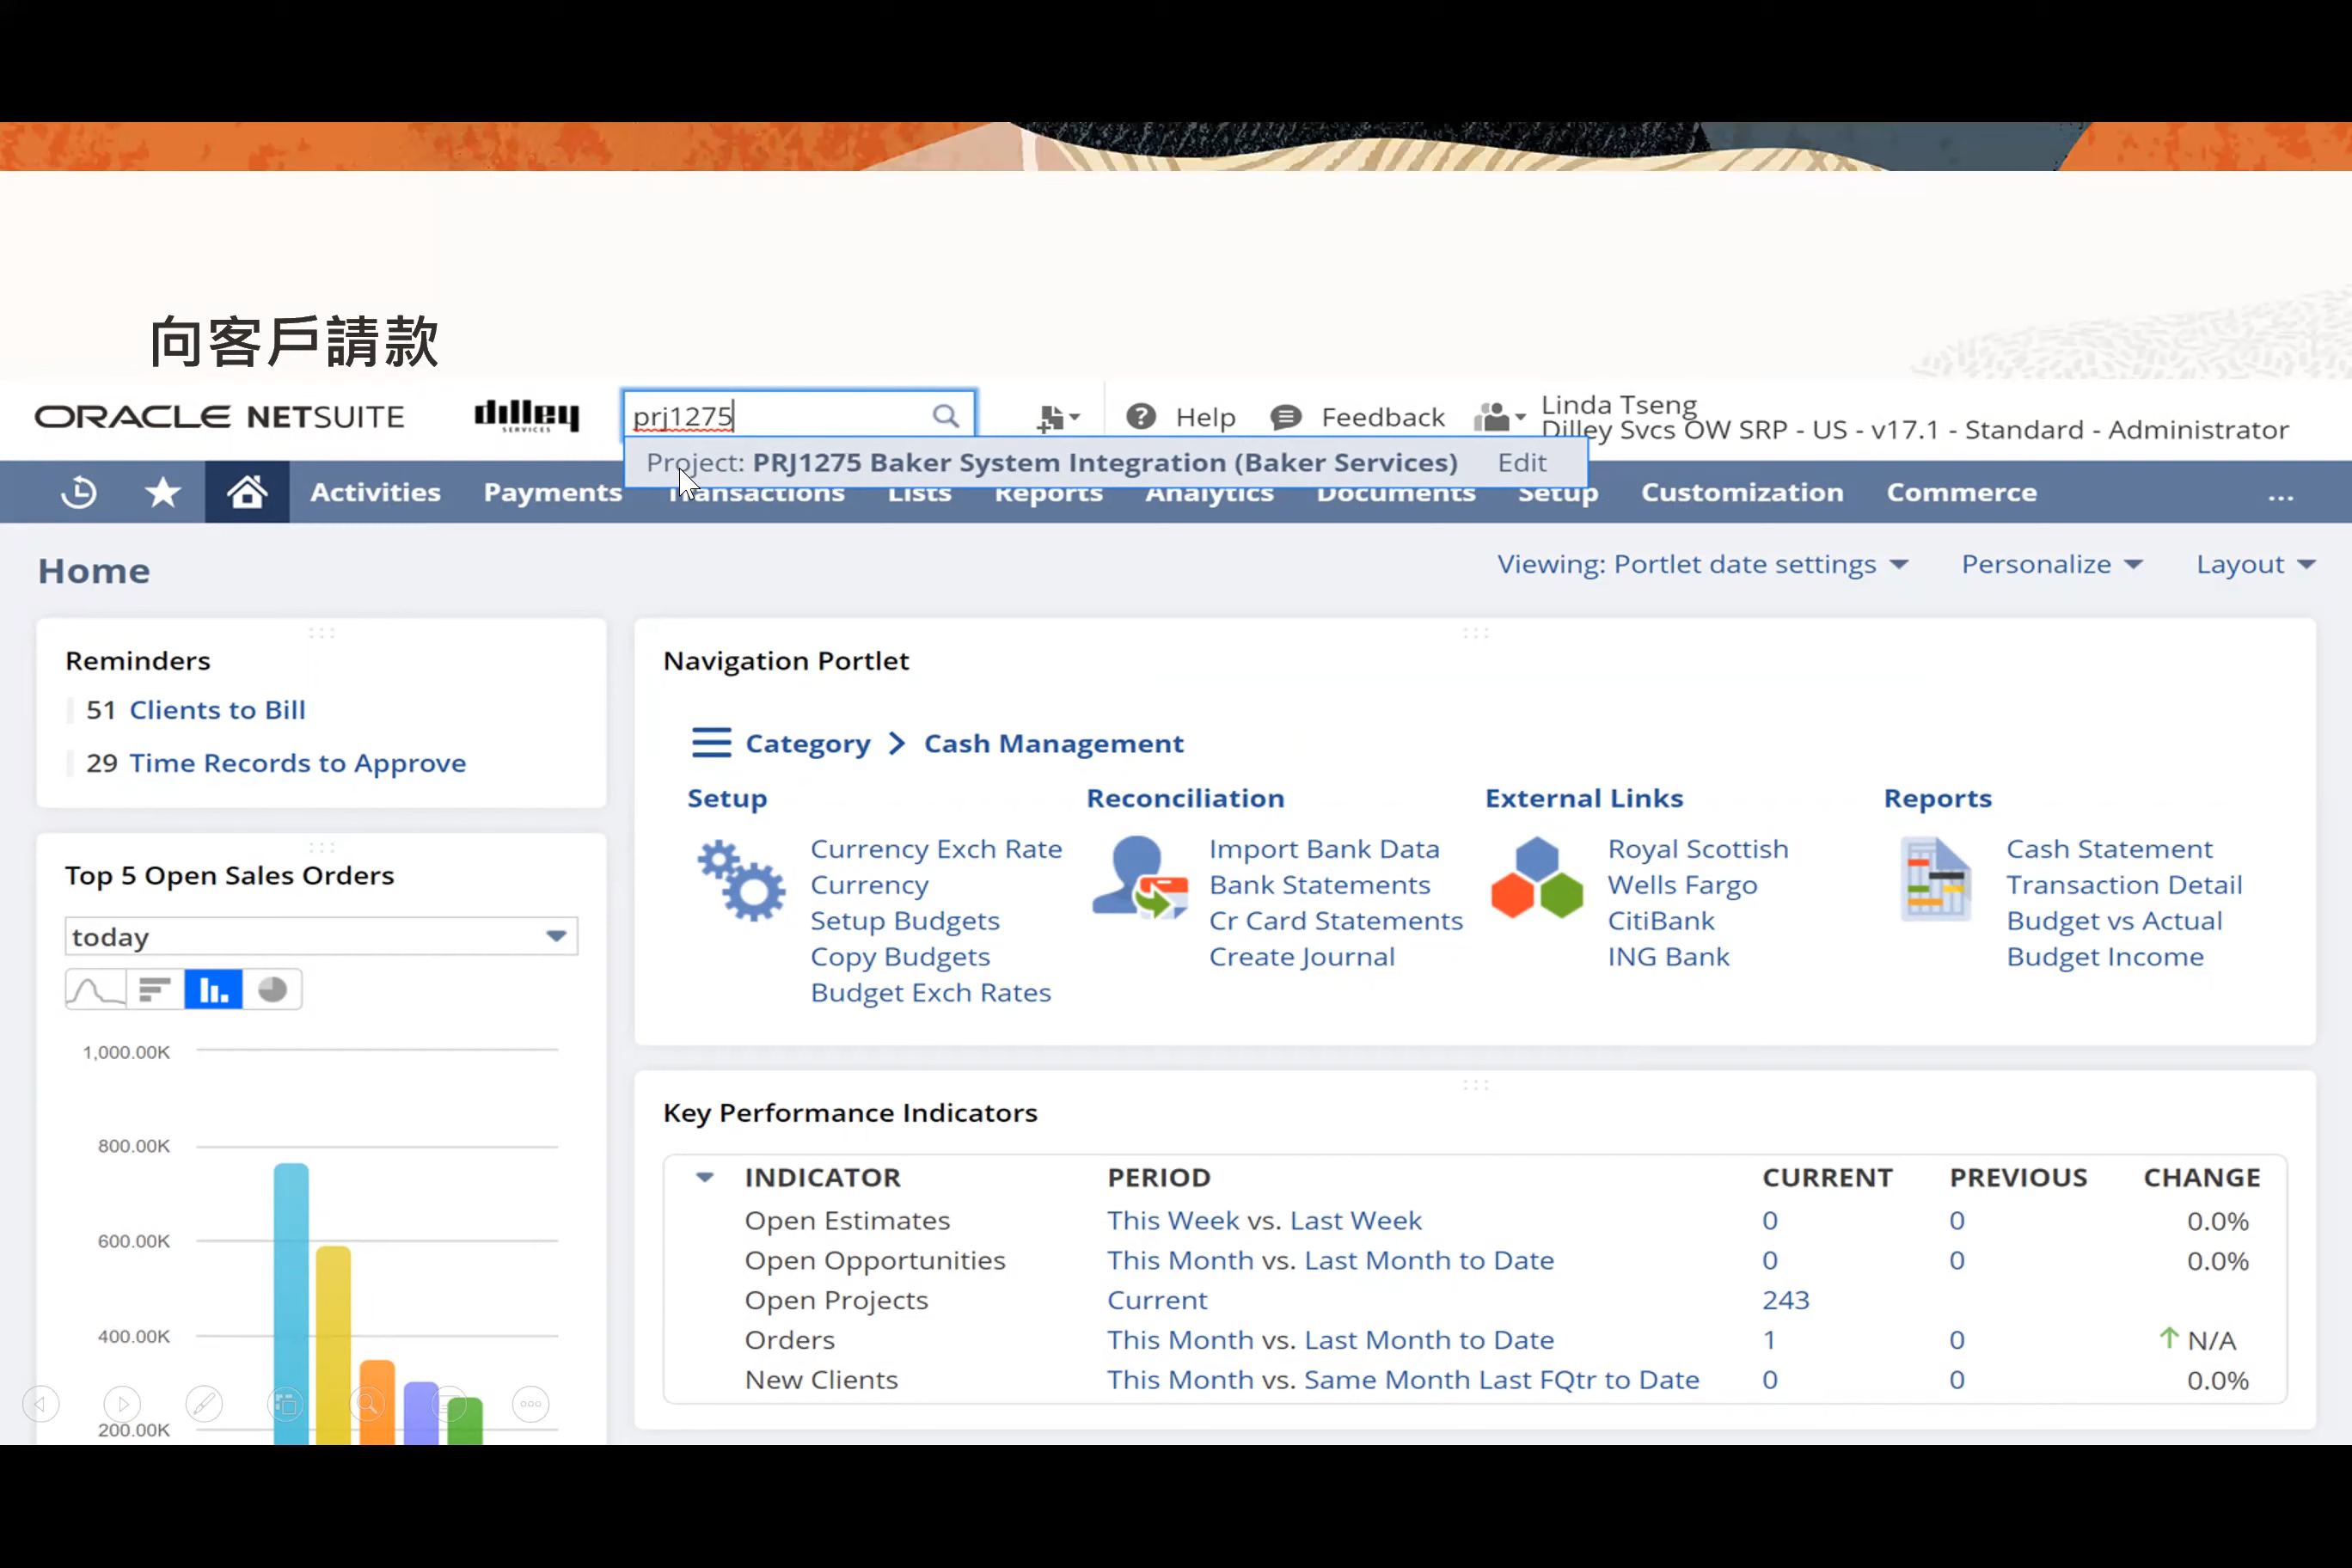 向客戶請款
ORACLE NETSUITE
dilley
SERVICES
prj1275
Help
Feedback
Linda Tseng
Dilley Svcs OW SRP - US - v17.1 - Standard - Administrator
Project: PRJ1275 Baker System Integration (Baker Services) Edit
Activities Payments Transactions Lists Reports Analytics Documents Setup Customization Commerce ...
Home
Viewing: Portlet date settings Personalize Layout
Reminders
51 Clients to Bill
29 Time Records to Approve
Top 5 Open Sales Orders
today
1,000.00K
800.00K
600.00K
400.00K
200.00K
Navigation Portlet
Category > Cash Management
Setup
Currency Exch Rate
Currency
Setup Budgets
Copy Budgets
Budget Exch Rates
Reconciliation
Import Bank Data
Bank Statements
Cr Card Statements
Create Journal
External Links
Royal Scottish
Wells Fargo
CitiBank
ING Bank
Reports
Cash Statement
Transaction Detail
Budget vs Actual
Budget Income
Key Performance Indicators
INDICATOR PERIOD CURRENT PREVIOUS CHANGE
Open Estimates This Week vs. Last Week 0 0 0.0%
Open Opportunities This Month vs. Last Month to Date 0 0 0.0%
Open Projects Current 243
Orders This Month vs. Last Month to Date 1 0 ↑ N/A
New Clients This Month vs. Same Month Last FQtr to Date 0 0 0.0%